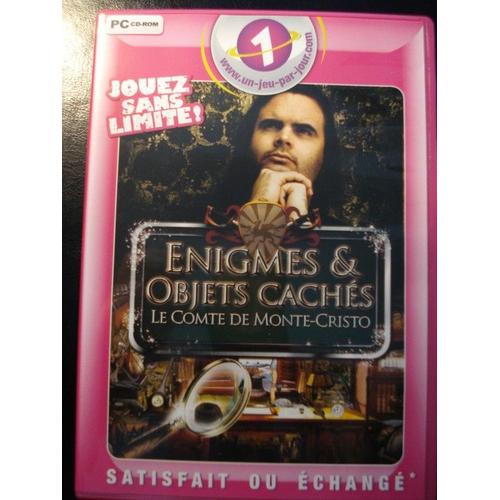 PC CD-ROM
1
www.un-jeu-par-jour.com
JOUEZ
SANS
LIMITE!
ENIGMES &
OBJETS CACHÉS
LE COMTE DE MONTE-CRISTO
SATISFAIT OU ÉCHANGÉ*